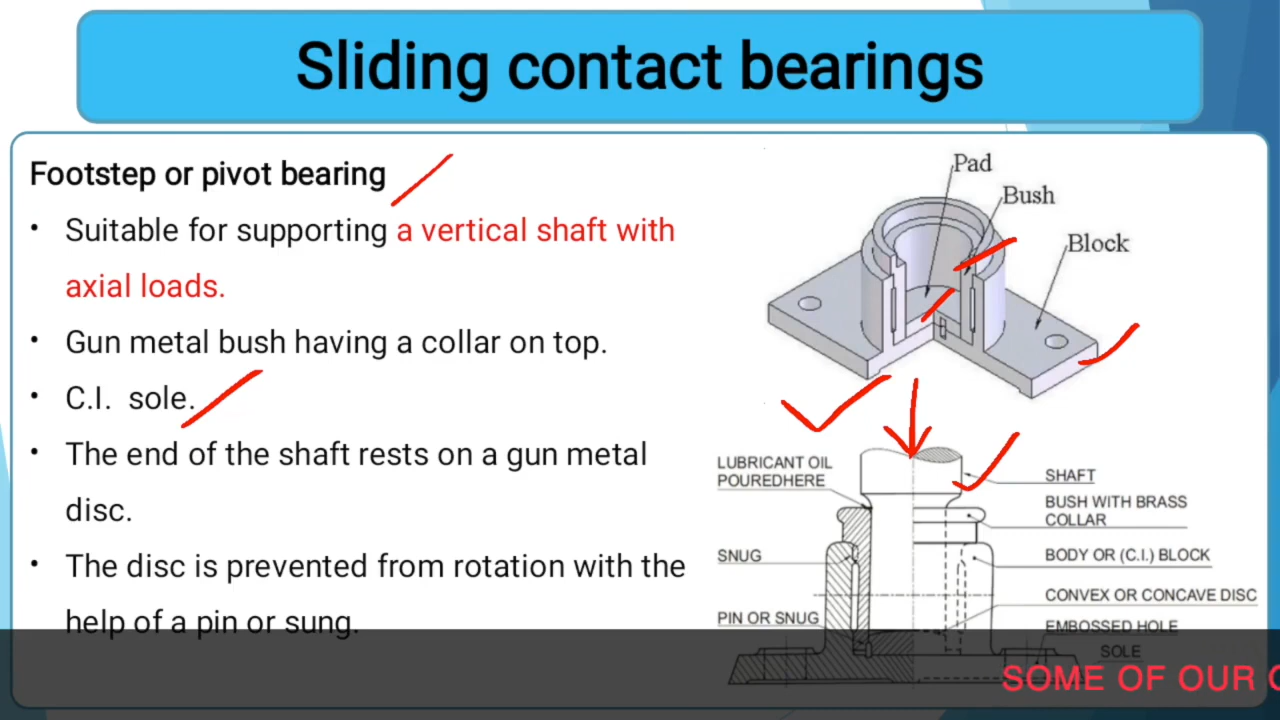 Sliding contact bearings
Footstep or pivot bearing
• Suitable for supporting a vertical shaft with
axial loads.
• Gun metal bush having a collar on top.
• C.I. sole.
• The end of the shaft rests on a gun metal
disc.
• The disc is prevented from rotation with the
help of a pin or sung.
Pad
Bush
Block
LUBRICANT OIL
POUREDHERE
SNUG
PIN OR SNUG
SHAFT
BUSH WITH BRASS
COLLAR
BODY OR (C.I.) BLOCK
CONVEX OR CONCAVE DISC
EMBOSSED HOLE
SOLE
SOME OF OUR